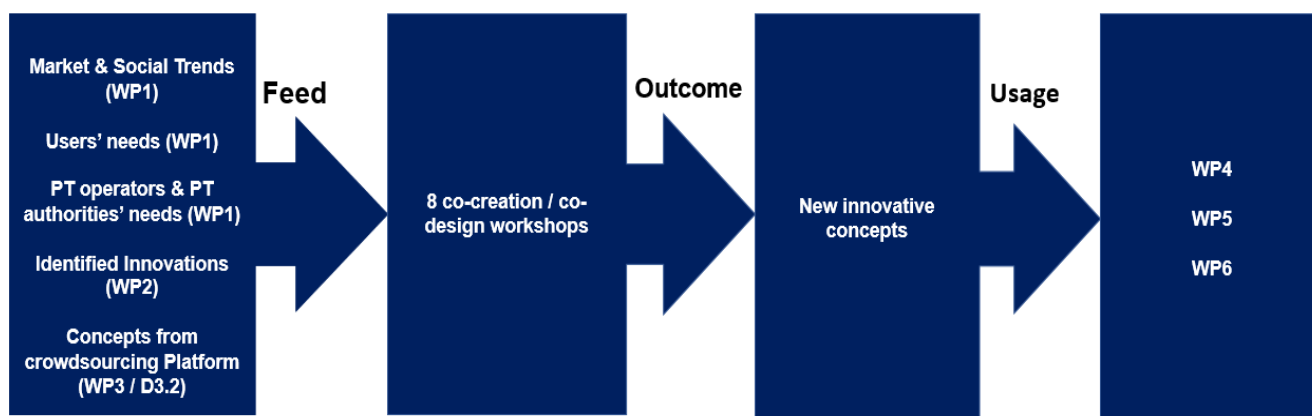 Market & Social Trends
(WP1)
Users' needs (WP1)
PT operators & PT
authorities' needs (WP1)
Identified Innovations
(WP2)
Concepts from
crowdsourcing Platform
(WP3 / D3.2)
Feed
8 co-creation / co-
design workshops
Outcome
New innovative
concepts
Usage
WP4
WP5
WP6